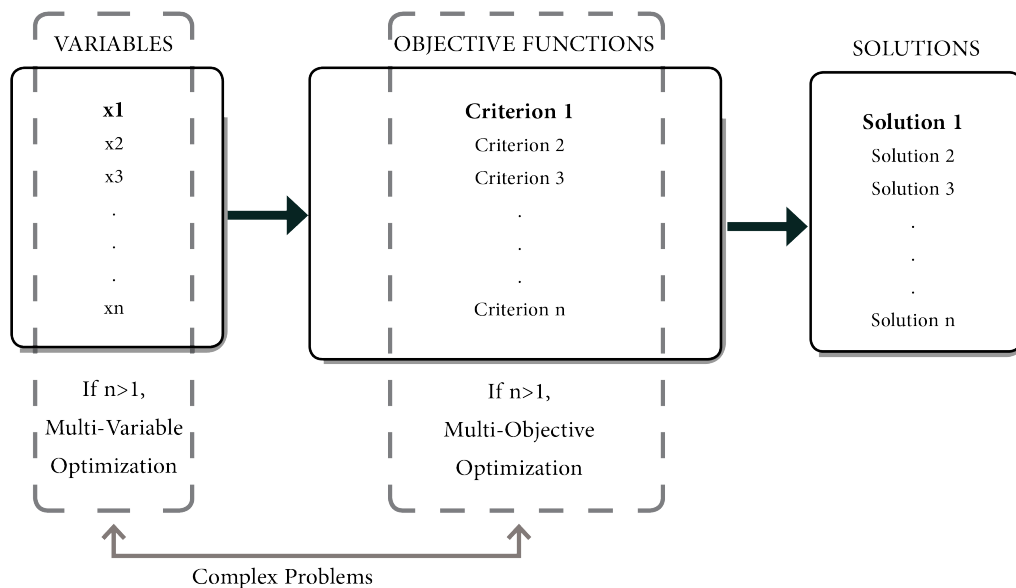 VARIABLES
x1
x2
x3
.
.
.
xn
If n>1,
Multi-Variable
Optimization
OBJECTIVE FUNCTIONS
Criterion 1
Criterion 2
Criterion 3
.
.
.
Criterion n
If n>1,
Multi-Objective
Optimization
SOLUTIONS
Solution 1
Solution 2
Solution 3
.
.
.
Solution n
Complex Problems